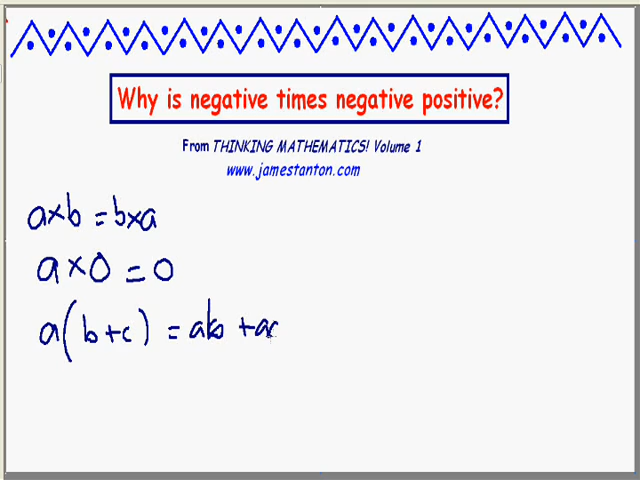 Why is negative times negative positive?
From THINKING MATHEMATICS! Volume 1
www.jamestanton.com
a×b = b×a
a×0 = 0
a(b+c) = ab +ac